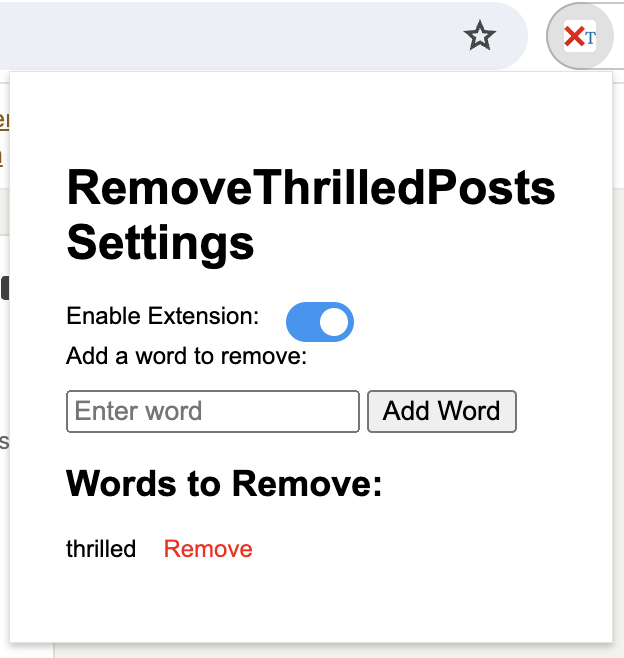 T
RemoveThrilledPosts
Settings
Enable Extension:
Add a word to remove:
Enter word Add Word
Words to Remove:
thrilled Remove